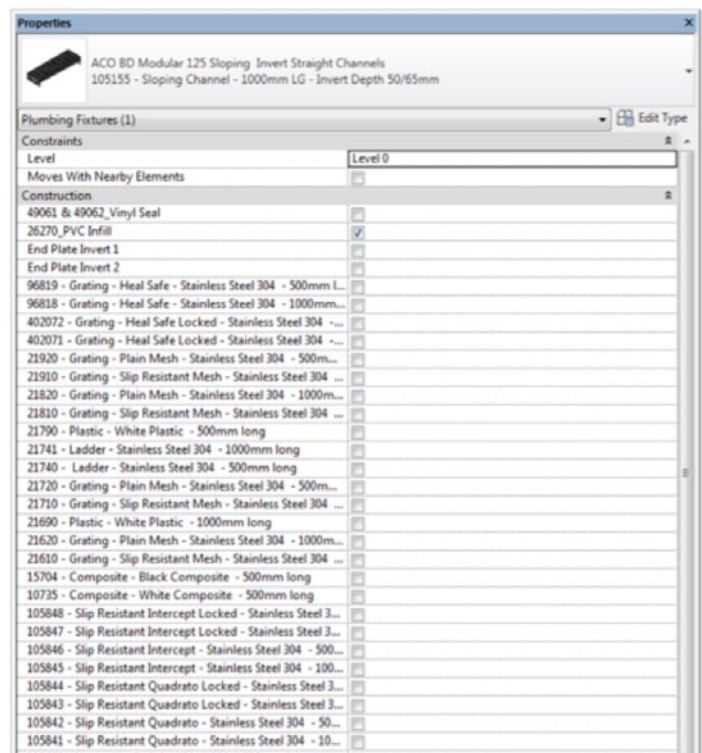 Properties
ACO BD Modular 125 Sloping Invert Straight Channels
105155 - Sloping Channel - 1000mm LG - Invert Depth 50/65mm
Plumbing Fixtures (1)
Edit Type
Constraints
Level Level 0
Moves With Nearby Elements
Construction
49061 & 49062_Vinyl Seal
26270_PVC Infill
End Plate Invert 1
End Plate Invert 2
96819 - Grating - Heal Safe - Stainless Steel 304 - 500mm l...
96818 - Grating - Heal Safe - Stainless Steel 304 - 1000mm...
402072 - Grating - Heal Safe Locked - Stainless Steel 304 -...
402071 - Grating - Heal Safe Locked - Stainless Steel 304 -...
21920 - Grating - Plain Mesh - Stainless Steel 304 - 500m...
21910 - Grating - Slip Resistant Mesh - Stainless Steel 304 ...
21820 - Grating - Plain Mesh - Stainless Steel 304 - 1000m...
21810 - Grating - Slip Resistant Mesh - Stainless Steel 304 ...
21790 - Plastic - White Plastic - 500mm long
21741 - Ladder - Stainless Steel 304 - 1000mm long
21740 - Ladder - Stainless Steel 304 - 500mm long
21720 - Grating - Plain Mesh - Stainless Steel 304 - 500m...
21710 - Grating - Slip Resistant Mesh - Stainless Steel 304 ...
21690 - Plastic - White Plastic - 1000mm long
21620 - Grating - Plain Mesh - Stainless Steel 304 - 1000m...
21610 - Grating - Slip Resistant Mesh - Stainless Steel 304 ...
15704 - Composite - Black Composite - 500mm long
10735 - Composite - White Composite - 500mm long
105848 - Slip Resistant Intercept Locked - Stainless Steel 3...
105847 - Slip Resistant Intercept Locked - Stainless Steel 3...
105846 - Slip Resistant Intercept - Stainless Steel 304 - 500...
105845 - Slip Resistant Intercept - Stainless Steel 304 - 100...
105844 - Slip Resistant Quadrato Locked - Stainless Steel 3...
105843 - Slip Resistant Quadrato Locked - Stainless Steel 3...
105842 - Slip Resistant Quadrato - Stainless Steel 304 - 50...
105841 - Slip Resistant Quadrato - Stainless Steel 304 - 10...